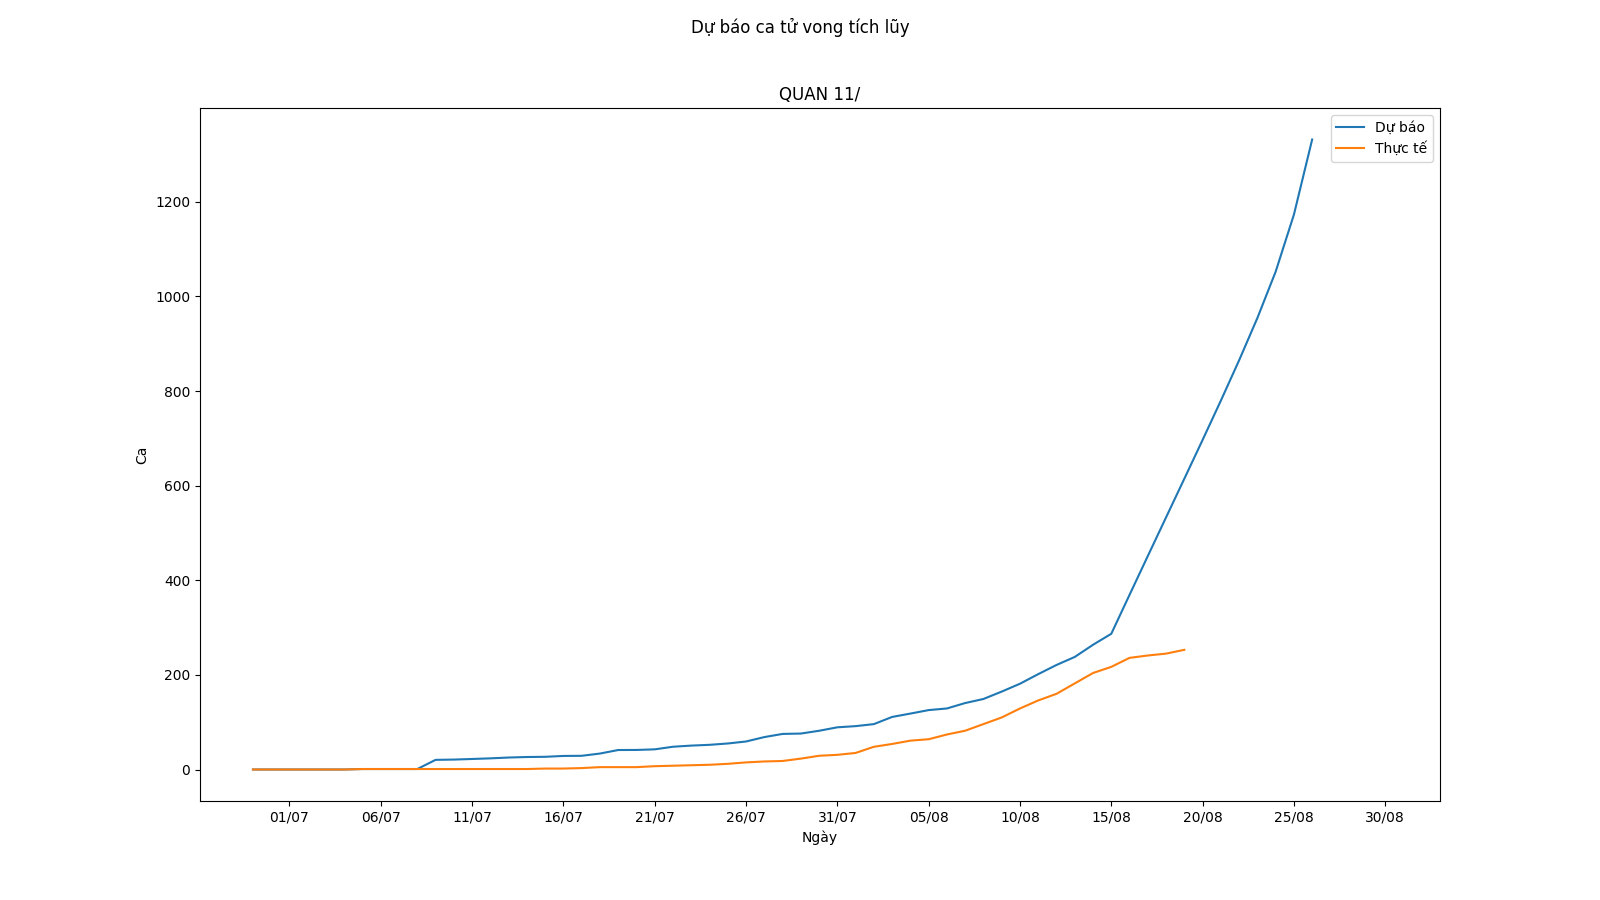 Dự báo ca tử vong tích lũy
QUAN 11/
Dự báo
Thực tế
1200
1000
800
600
400
200
0
Ca
01/07 06/07 11/07 16/07 21/07 26/07 31/07 05/08 10/08 15/08 20/08 25/08 30/08
Ngày